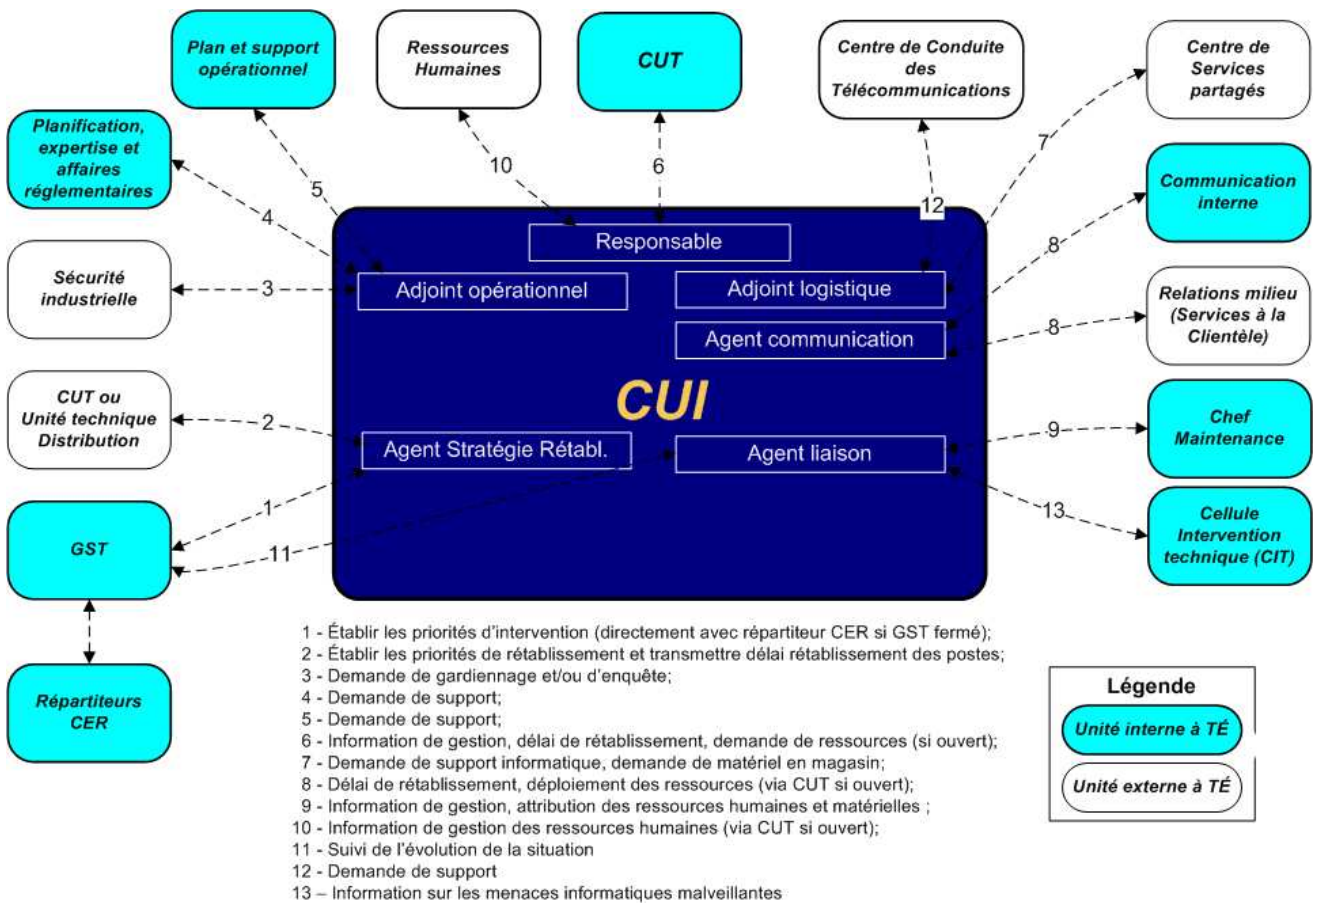 Plan et support
opérationnel
Ressources
Humaines
CUT
Centre de Conduite
des
Télécommunications
Centre de
Services
partagés
Planification,
expertise et
affaires
réglementaires
Communication
interne
Sécurité
industrielle
Relations milieu
(Services à la
Clientèle)
CUT ou
Unité technique
Distribution
Chef
Maintenance
GST
Cellule
Intervention
technique (CIT)
Répartiteurs
CER
5
10
6
7
12
4
8
3
8
2
9
1
11
13
Responsable
Adjoint opérationnel
Adjoint logistique
Agent communication
CUI
Agent Stratégie Rétabl.
Agent liaison
1 - Établir les priorités d'intervention (directement avec répartiteur CER si GST fermé);
2 - Établir les priorités de rétablissement et transmettre délai rétablissement des postes;
3 - Demande de gardiennage et/ou d'enquête;
4 - Demande de support;
5 - Demande de support;
6 - Information de gestion, délai de rétablissement, demande de ressources (si ouvert);
7 - Demande de support informatique, demande de matériel en magasin;
8 - Délai de rétablissement, déploiement des ressources (via CUT si ouvert);
9 - Information de gestion, attribution des ressources humaines et matérielles ;
10 - Information de gestion des ressources humaines (via CUT si ouvert);
11 - Suivi de l'évolution de la situation
12 - Demande de support
13 – Information sur les menaces informatiques malveillantes
Légende
Unité interne à TÉ
Unité externe à TÉ